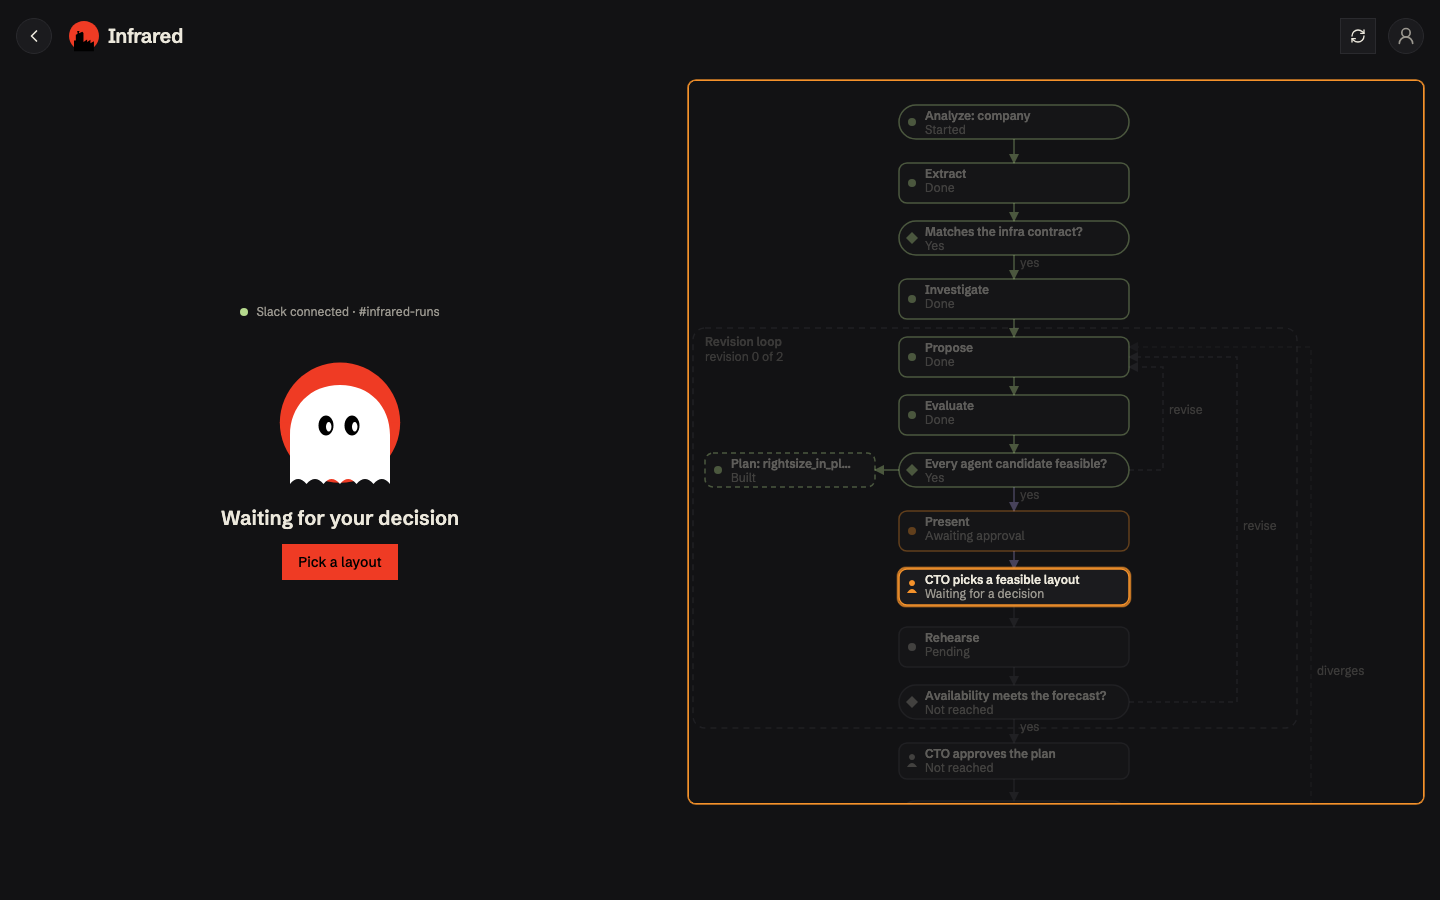 Infrared
Slack connected · #infrared-runs
Waiting for your decision
Pick a layout
Analyze: company
Started
Extract
Done
Matches the infra contract?
Yes
yes
Investigate
Done
Revision loop
revision 0 of 2
Propose
Done
Evaluate
Done
revise
Plan: rightsize_in_pl...
Built
Every agent candidate feasible?
Yes
yes
Present
Awaiting approval
revise
CTO picks a feasible layout
Waiting for a decision
Rehearse
Pending
diverges
Availability meets the forecast?
Not reached
yes
CTO approves the plan
Not reached